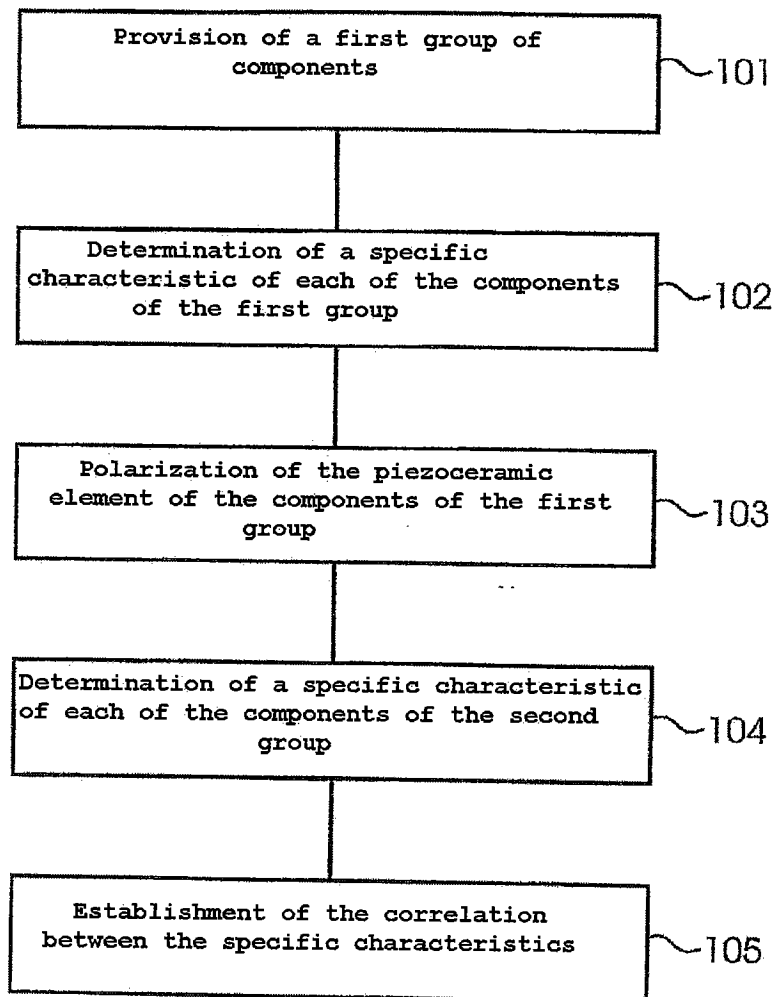 Provision of a first group of
components
101
Determination of a specific
characteristic of each of the components
of the first group
102
Polarization of the piezoceramic
element of the components of the first
group
103
Determination of a specific characteristic
of each of the components of the second
group
104
Establishment of the correlation
between the specific characteristics
105